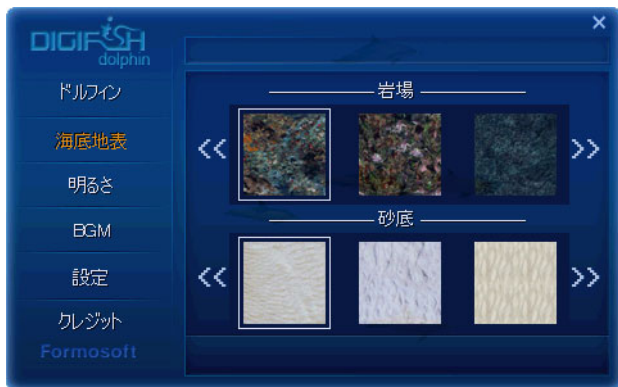 DIGIFISH
dolphin
ドルフィン
海底地表
明るさ
BGM
設定
クレジット
Formosoft
岩場
砂底